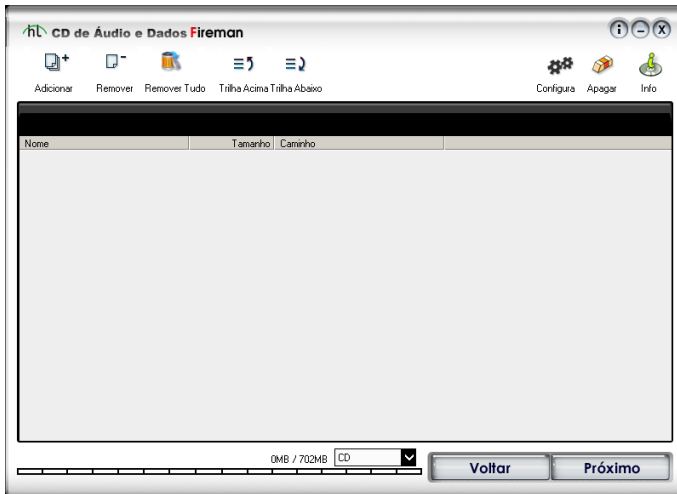 CD de Áudio e Dados Fireman
Adicionar Remover Remover Tudo Trilha Acima Trilha Abaixo Configura Apagar Info
Nome Tamanho Caminho
0MB / 702MB CD
Voltar Próximo